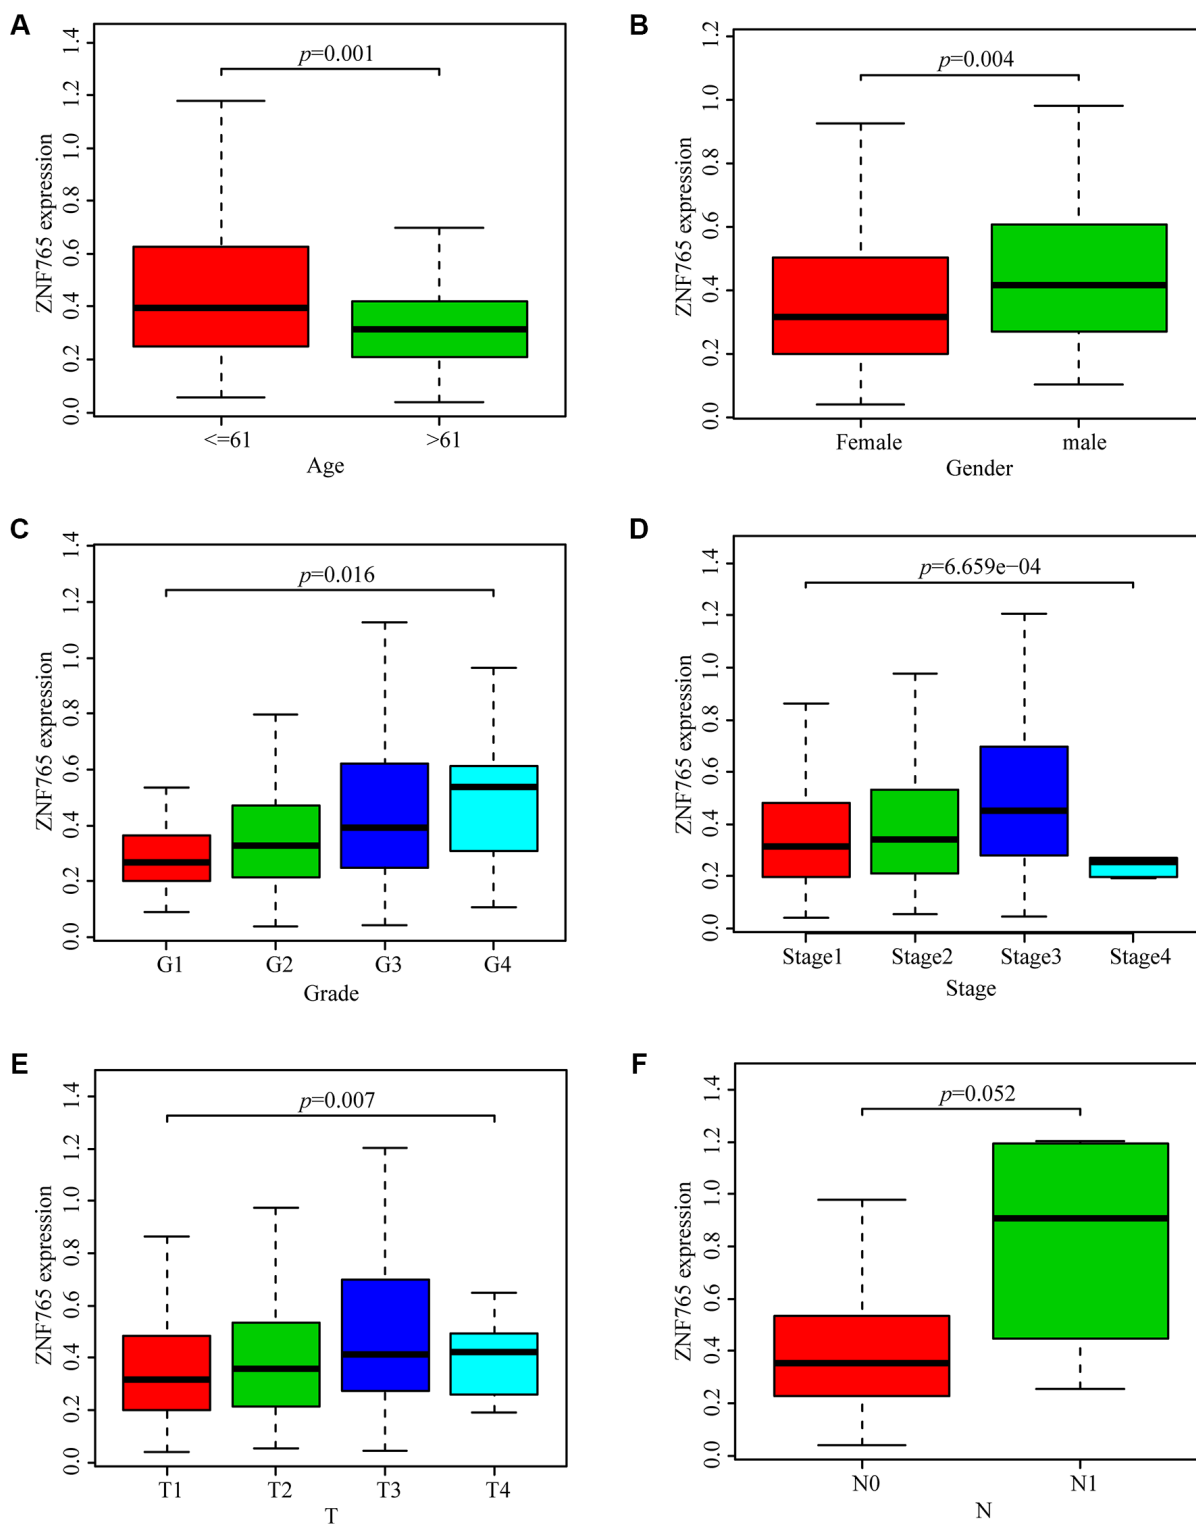 A
ZNF765 expression
1.4
1.2
1.0
0.8
0.6
0.4
0.2
0.0
p=0.001
<=61
>61
Age
B
ZNF765 expression
1.2
1.0
0.8
0.6
0.4
0.2
0.0
p=0.004
Female
male
Gender
C
ZNF765 expression
1.4
1.2
1.0
0.8
0.6
0.4
0.2
0.0
p=0.016
G1
G2
G3
G4
Grade
D
ZNF765 expression
1.4
1.2
1.0
0.8
0.6
0.4
0.2
0.0
p=6.659e−04
Stage1
Stage2
Stage3
Stage4
Stage
E
ZNF765 expression
1.4
1.2
1.0
0.8
0.6
0.4
0.2
0.0
p=0.007
T1
T2
T3
T4
T
F
ZNF765 expression
1.4
1.2
1.0
0.8
0.6
0.4
0.2
0.0
p=0.052
N0
N1
N